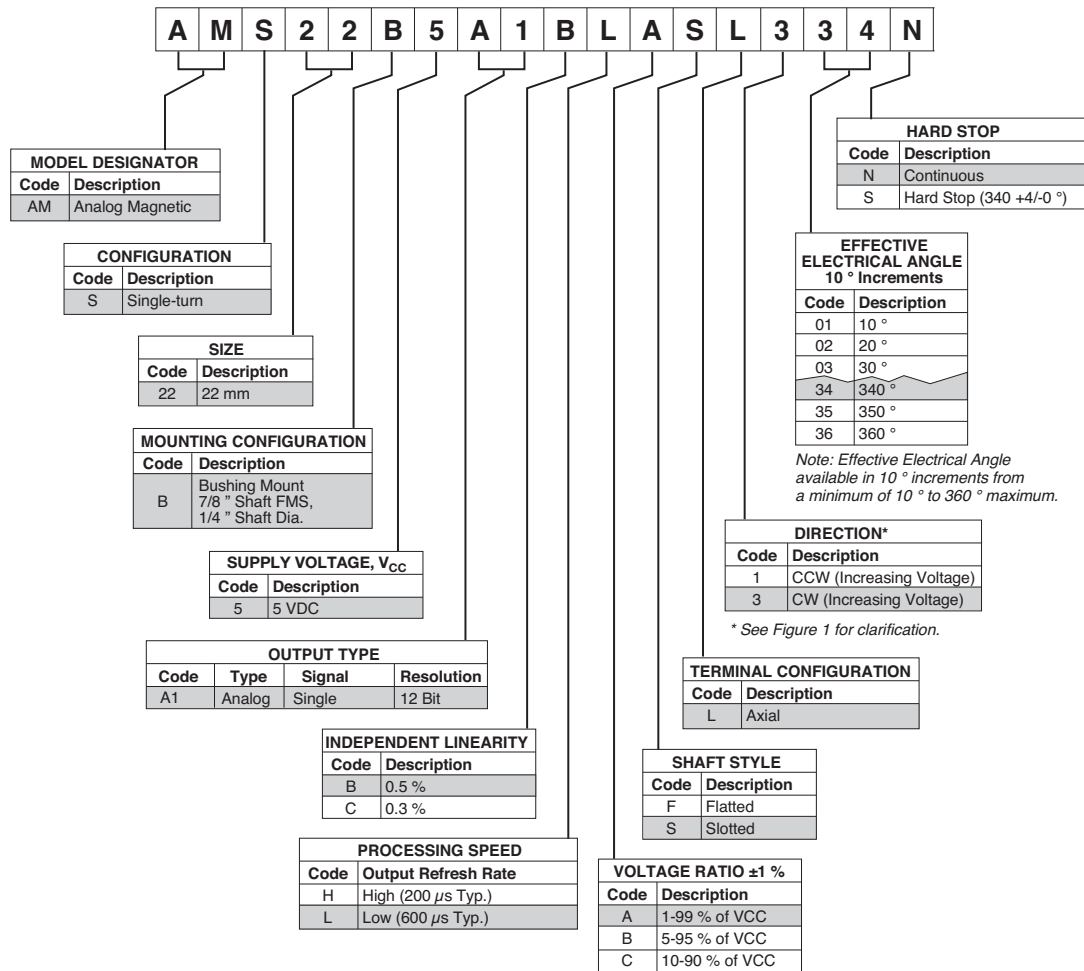 A M S 2 2 B 5 A 1 B L A S L 3 3 4 N
MODEL DESIGNATOR
Code Description
AM Analog Magnetic
CONFIGURATION
Code Description
S Single-turn
SIZE
Code Description
22 22 mm
MOUNTING CONFIGURATION
Code Description
B Bushing Mount
7/8 ” Shaft FMS,
1/4 ” Shaft Dia.
SUPPLY VOLTAGE, VCC
Code Description
5 5 VDC
OUTPUT TYPE
Code Type Signal Resolution
A1 Analog Single 12 Bit
INDEPENDENT LINEARITY
Code Description
B 0.5 %
C 0.3 %
PROCESSING SPEED
Code Output Refresh Rate
H High (200 µs Typ.)
L Low (600 µs Typ.)
HARD STOP
Code Description
N Continuous
S Hard Stop (340 +4/-0 °)
EFFECTIVE
ELECTRICAL ANGLE
10 ° Increments
Code Description
01 10 °
02 20 °
03 30 °
34 340 °
35 350 °
36 360 °
Note: Effective Electrical Angle
available in 10 ° increments from
a minimum of 10 ° to 360 ° maximum.
DIRECTION*
Code Description
1 CCW (Increasing Voltage)
3 CW (Increasing Voltage)
* See Figure 1 for clarification.
TERMINAL CONFIGURATION
Code Description
L Axial
SHAFT STYLE
Code Description
F Flatted
S Slotted
VOLTAGE RATIO ±1 %
Code Description
A 1-99 % of VCC
B 5-95 % of VCC
C 10-90 % of VCC